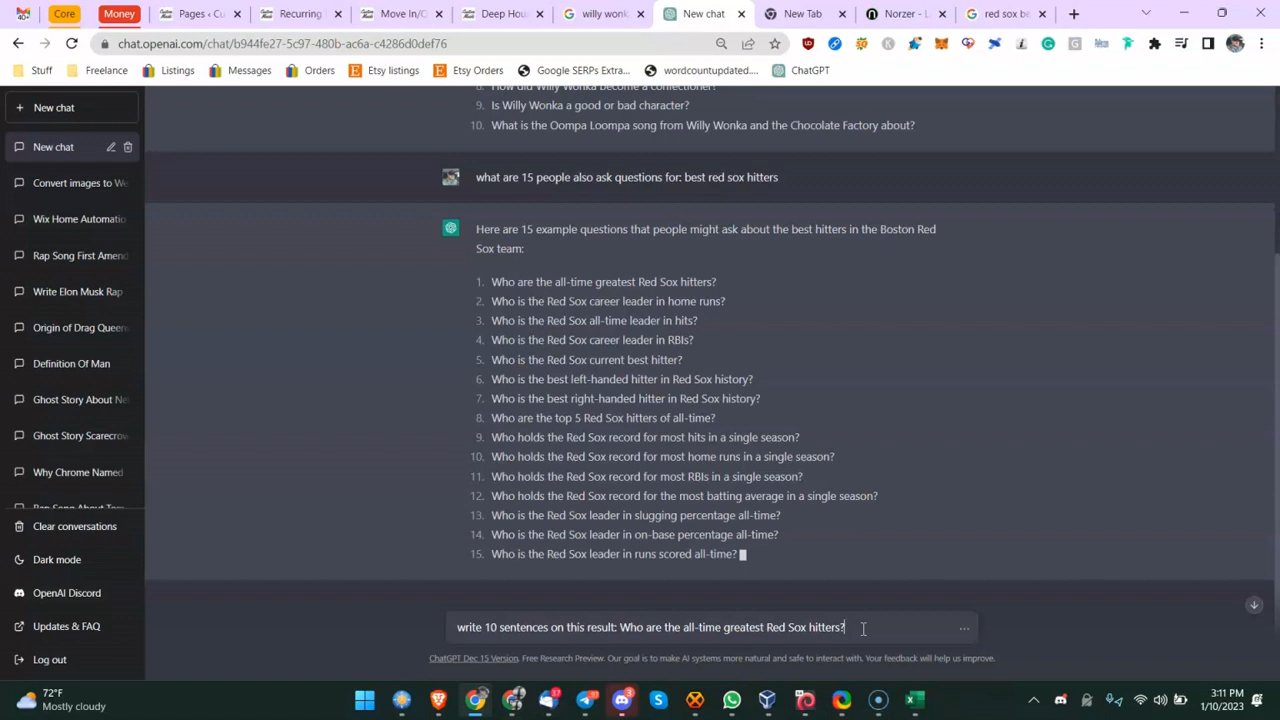 Core
Money
Pages ‹ Cu
Recurring
Move In/G
Deep Hou
willy wonk
New chat
New Tab
Norzer - L
red sox be
chat.openai.com/chat/b944fe27-5c97-480b-ac6a-c4286d0def76
Stuff
Freelance
Listings
Messages
Orders
Etsy listings
Etsy Orders
Google SERPs Extra...
wordcountupdated....
ChatGPT
New chat
New chat
Convert images to We
Wix Home Automatio
Rap Song First Amend
Write Elon Musk Rap
Origin of Drag Queen
Definition Of Man
Ghost Story About Ne
Ghost Story Scarecrow
Why Chrome Named
Clear conversations
Dark mode
OpenAI Discord
Updates & FAQ
Log out
8. How did Willy Wonka become a confectioner?
9. Is Willy Wonka a good or bad character?
10. What is the Oompa Loompa song from Willy Wonka and the Chocolate Factory about?
what are 15 people also ask questions for: best red sox hitters
Here are 15 example questions that people might ask about the best hitters in the Boston Red
Sox team:
1. Who are the all-time greatest Red Sox hitters?
2. Who is the Red Sox career leader in home runs?
3. Who is the Red Sox all-time leader in hits?
4. Who is the Red Sox career leader in RBIs?
5. Who is the Red Sox current best hitter?
6. Who is the best left-handed hitter in Red Sox history?
7. Who is the best right-handed hitter in Red Sox history?
8. Who are the top 5 Red Sox hitters of all-time?
9. Who holds the Red Sox record for most hits in a single season?
10. Who holds the Red Sox record for most home runs in a single season?
11. Who holds the Red Sox record for most RBIs in a single season?
12. Who holds the Red Sox record for the most batting average in a single season?
13. Who is the Red Sox leader in slugging percentage all-time?
14. Who is the Red Sox leader in on-base percentage all-time?
15. Who is the Red Sox leader in runs scored all-time?
write 10 sentences on this result: Who are the all-time greatest Red Sox hitters?
ChatGPT Dec 15 Version. Free Research Preview. Our goal is to make AI systems more natural and safe to interact with. Your feedback will help us improve.
72°F
Mostly cloudy
3:11 PM
1/10/2023